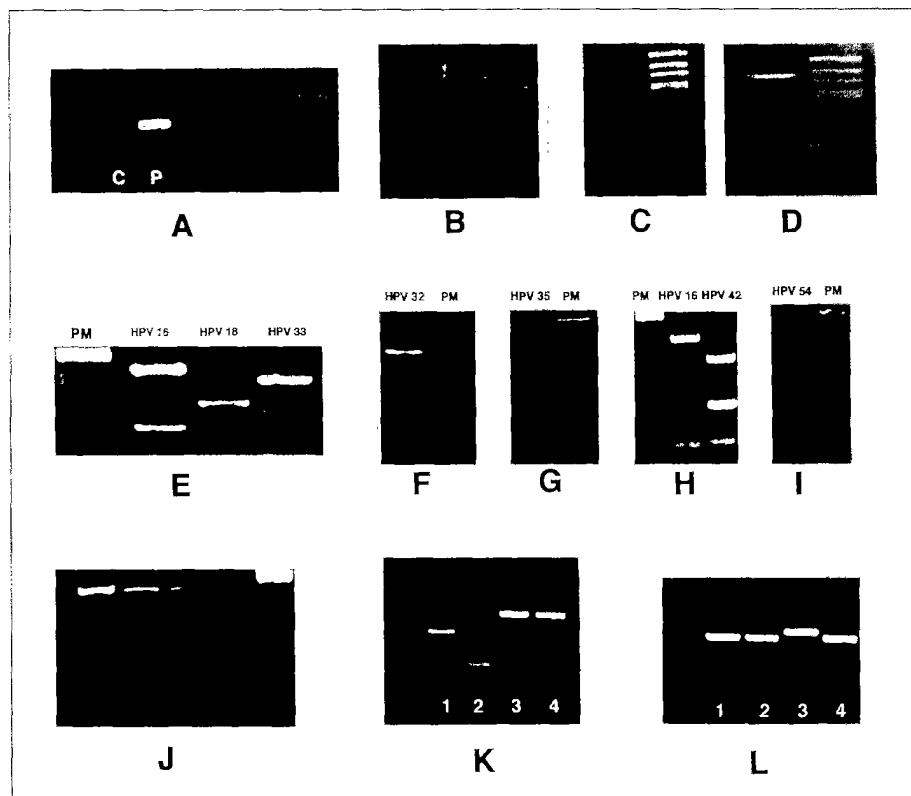 C P
A
B
C
D
PM HPV 16 HPV 18 HPV 33
E
HPV 32 PM
F
HPV 35 PM
G
PM HPV 16 HPV 42
H
HPV 54 PM
I
J
1 2 3 4
K
1 2 3 4
L